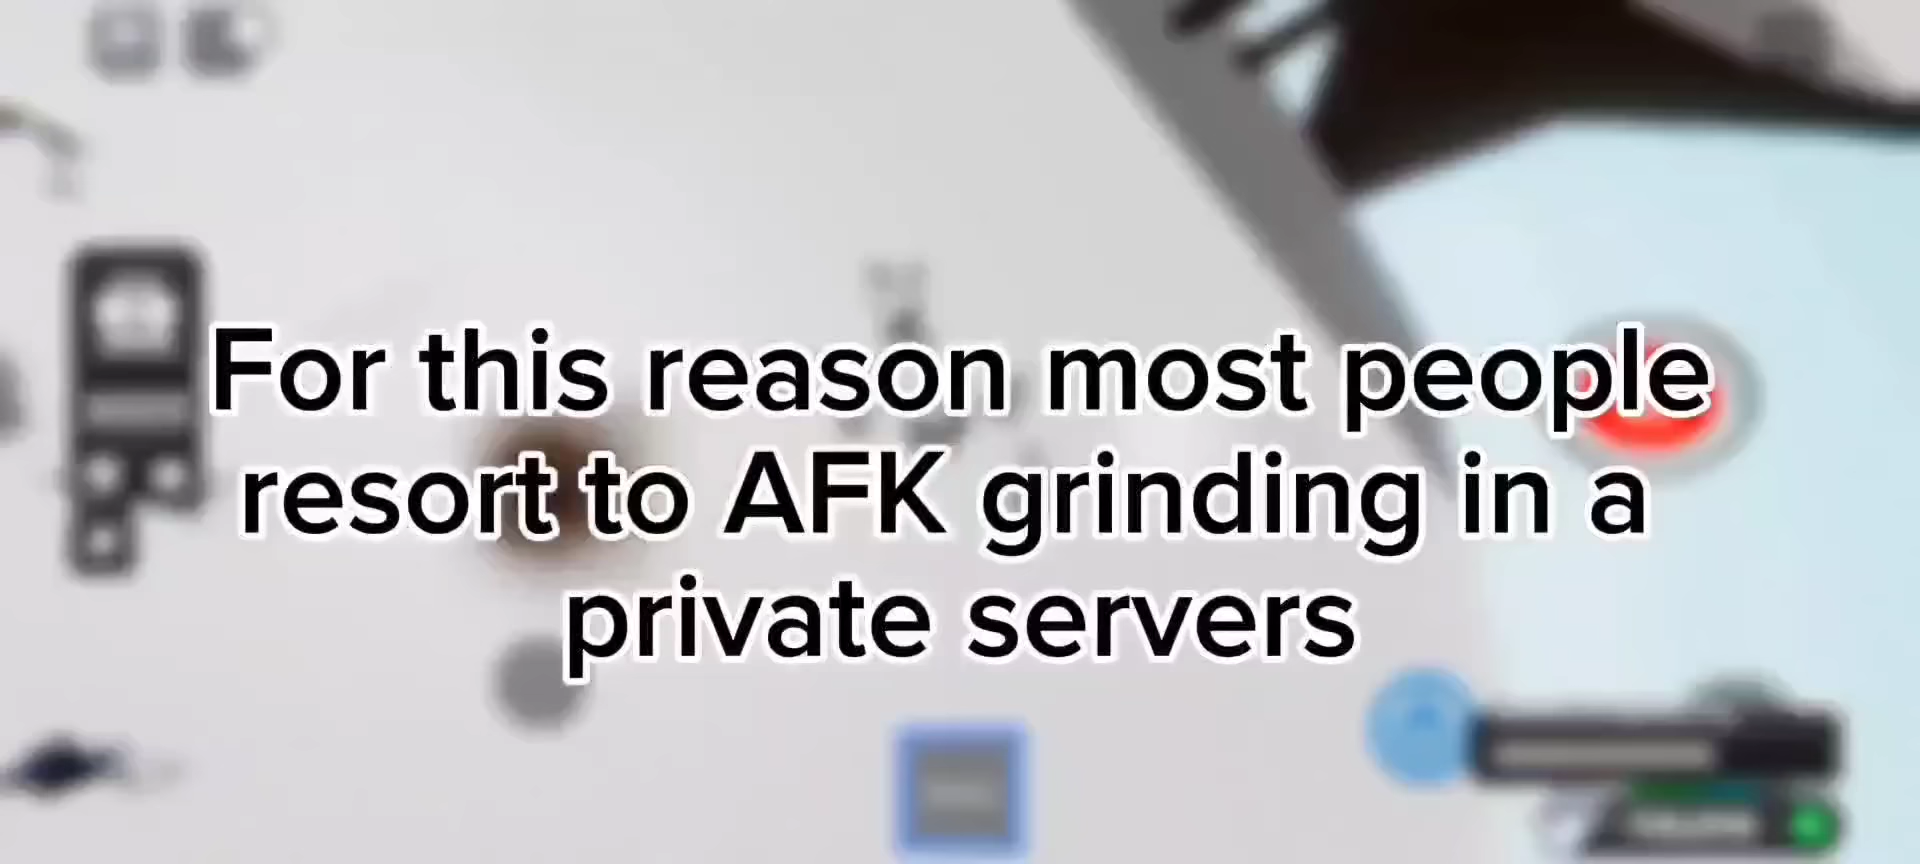 For this reason most people
resort to AFK grinding in a
private servers